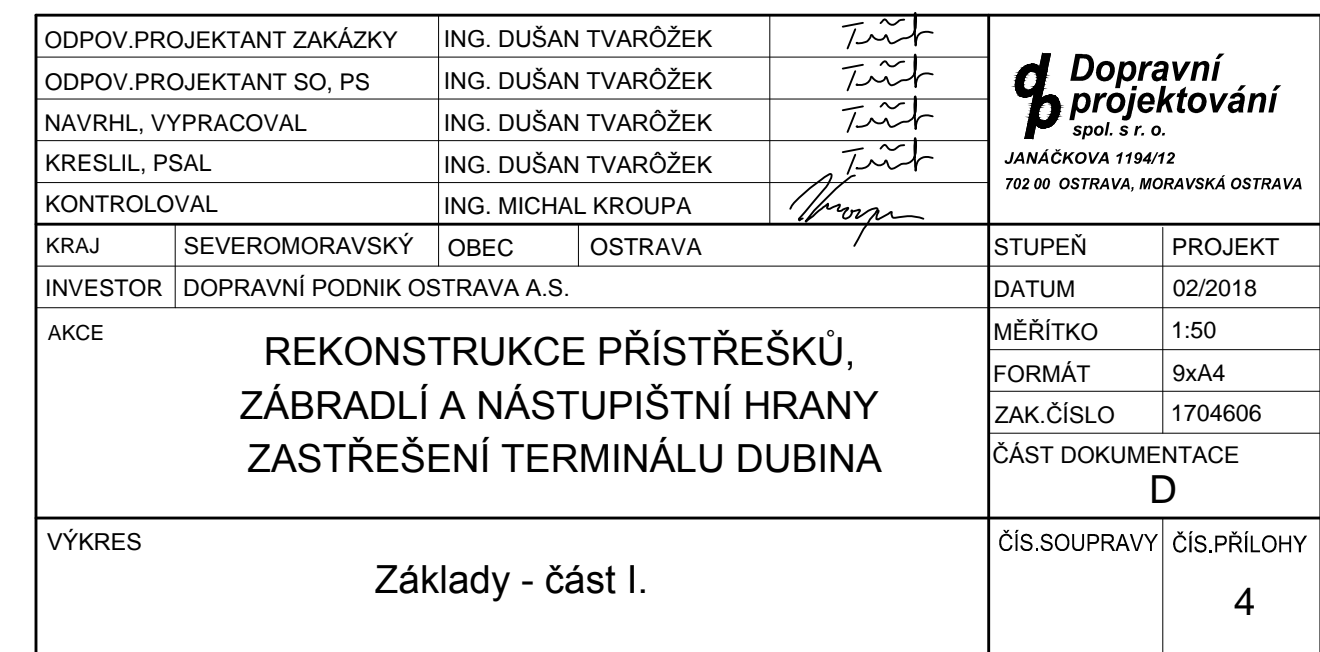 ODPOV.PROJEKTANT ZAKÁZKY ING. DUŠAN TVARÔŽEK
ODPOV.PROJEKTANT SO, PS ING. DUŠAN TVARÔŽEK
NAVRHL, VYPRACOVAL ING. DUŠAN TVARÔŽEK
KRESLIL, PSAL ING. DUŠAN TVARÔŽEK
KONTROLOVAL ING. MICHAL KROUPA
dp Dopravní
projektování
spol. s r. o.
JANÁČKOVA 1194/12
702 00 OSTRAVA, MORAVSKÁ OSTRAVA
KRAJ SEVEROMORAVSKÝ OBEC OSTRAVA
INVESTOR DOPRAVNÍ PODNIK OSTRAVA A.S.
AKCE
REKONSTRUKCE PŘÍSTŘEŠKŮ,
ZÁBRADLÍ A NÁSTUPIŠTNÍ HRANY
ZASTŘEŠENÍ TERMINÁLU DUBINA
STUPEŇ PROJEKT
DATUM 02/2018
MĚŘÍTKO 1:50
FORMÁT 9xA4
ZAK.ČÍSLO 1704606
ČÁST DOKUMENTACE
D
VÝKRES
Základy - část I.
ČÍS.SOUPRAVY ČÍS.PŘÍLOHY
4